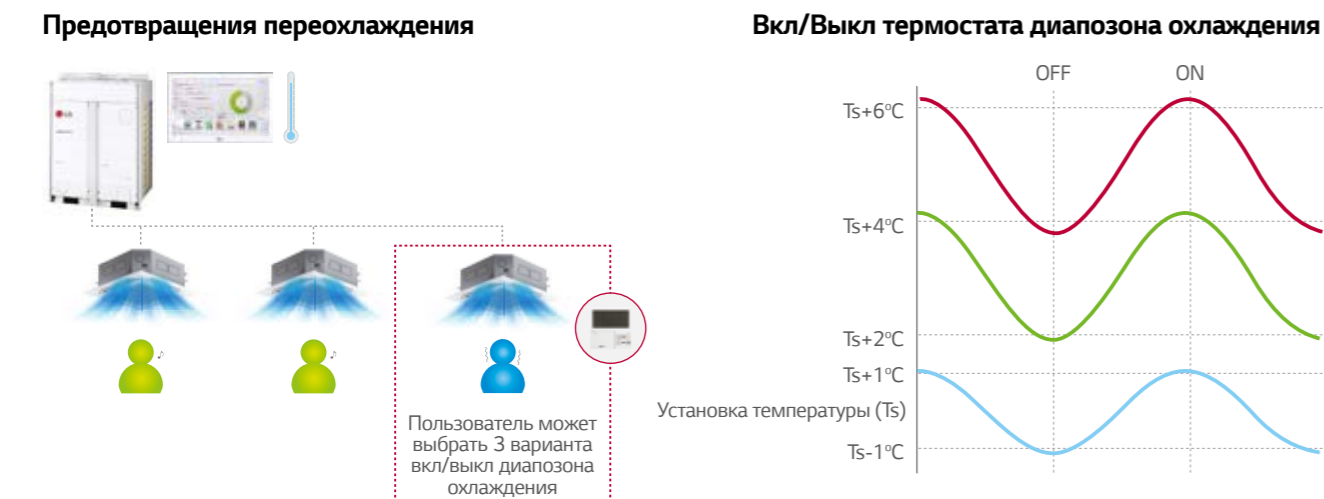 Предотвращения переохлаждения
LG
Пользователь может
выбрать 3 варианта
вкл/выкл диапозона
охлаждения
Вкл/Выкл термостата диапозона охлаждения
OFF ON
Ts+6°C
Ts+4°C
Ts+2°C
Ts+1°C
Установка температуры (Ts)
Ts-1°C